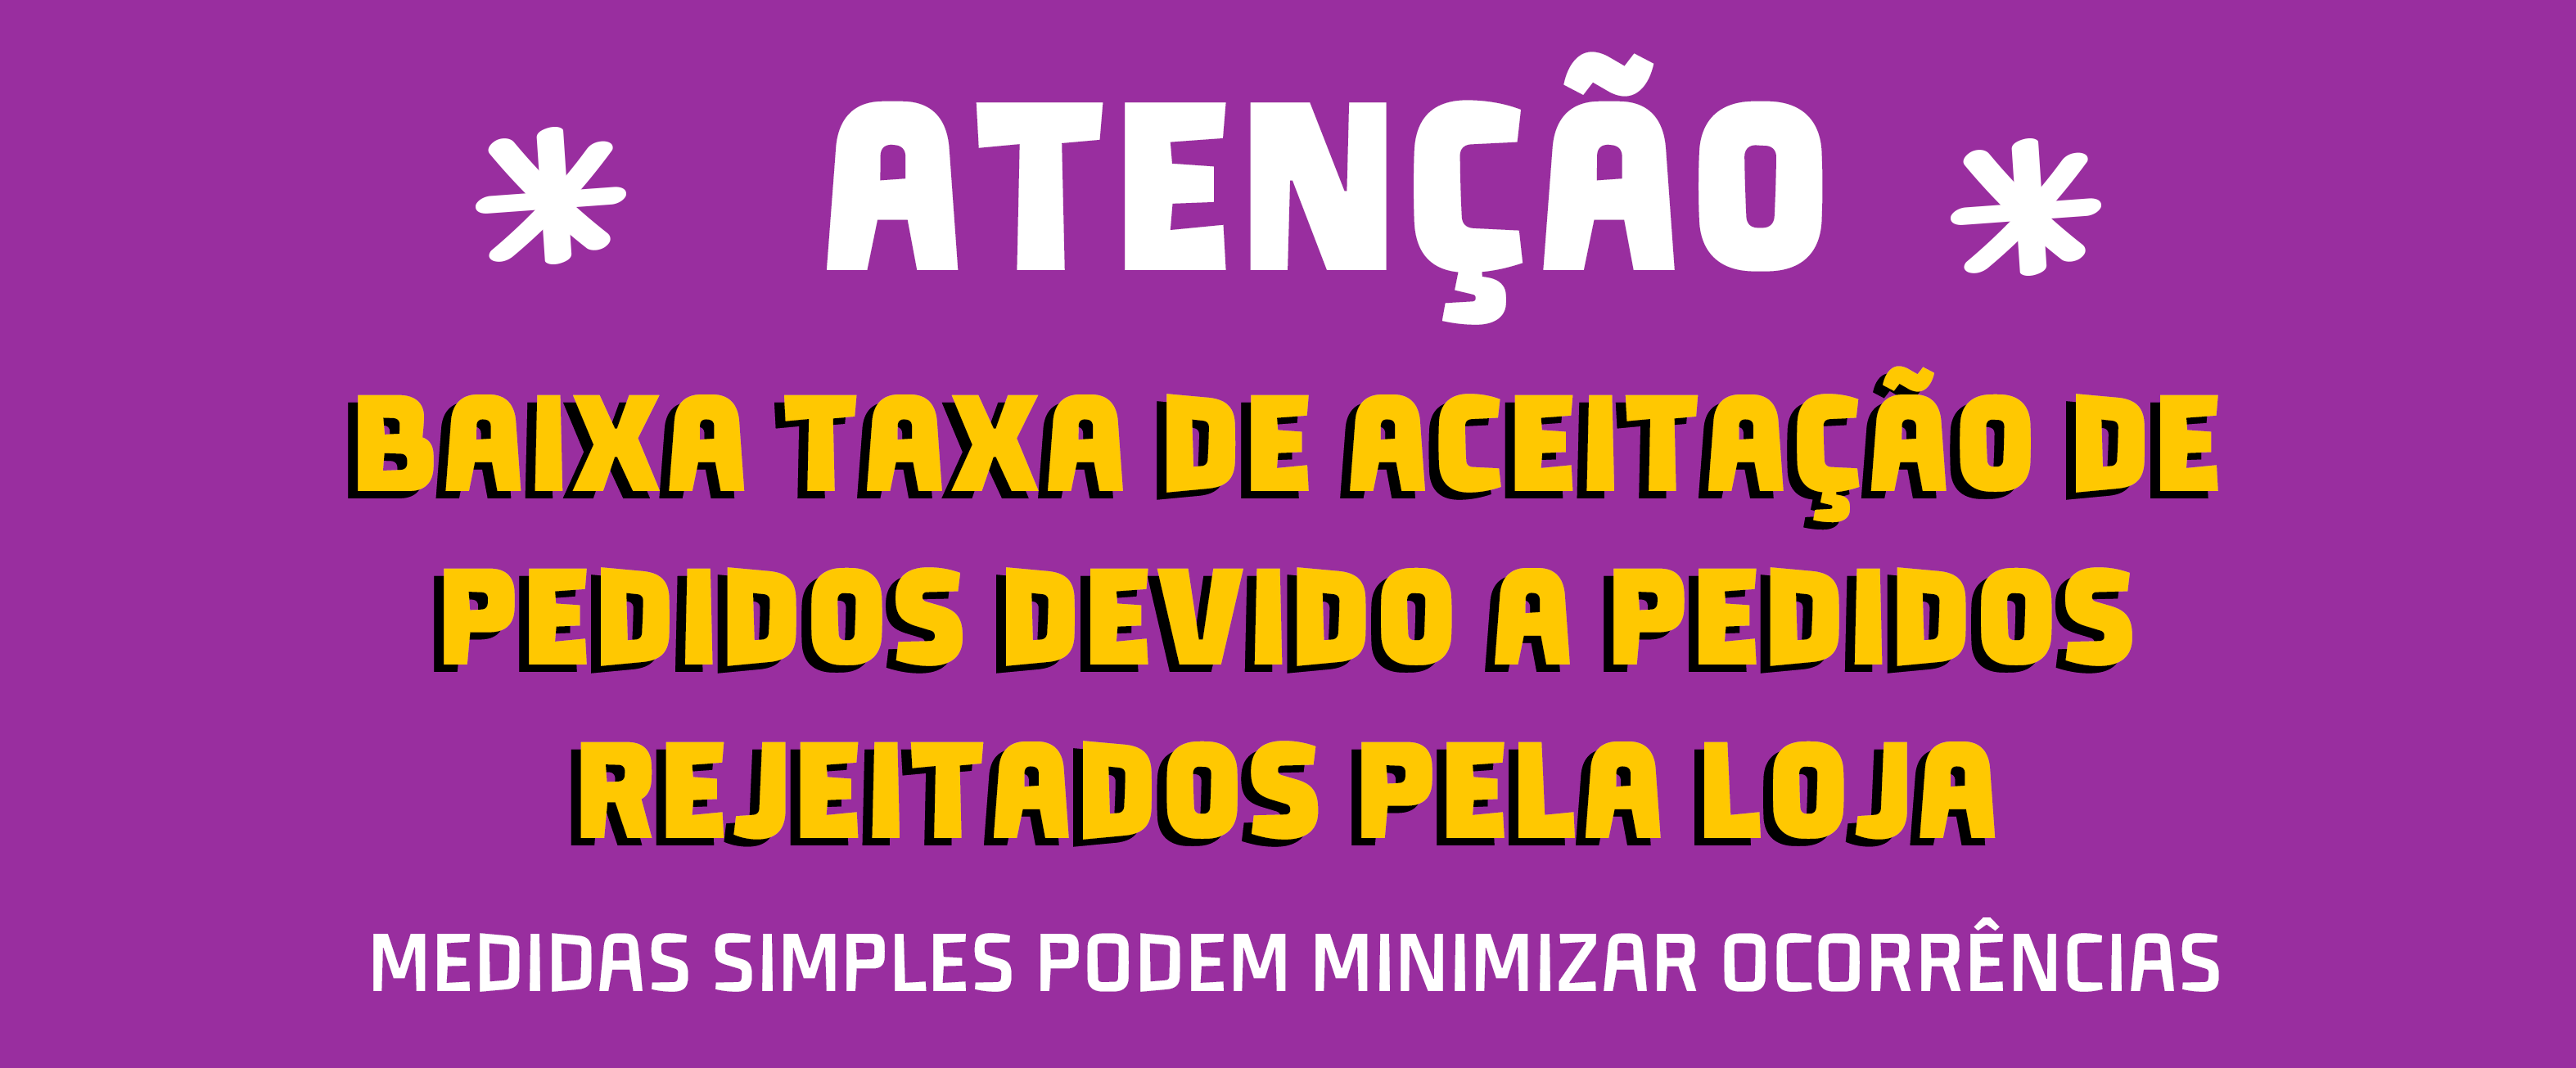 ATENÇÃO
BAIXA TAXA DE ACEITAÇÃO DE
PEDIDOS DEVIDO A PEDIDOS
REJEITADOS PELA LOJA
MEDIDAS SIMPLES PODEM MINIMIZAR OCORRÊNCIAS